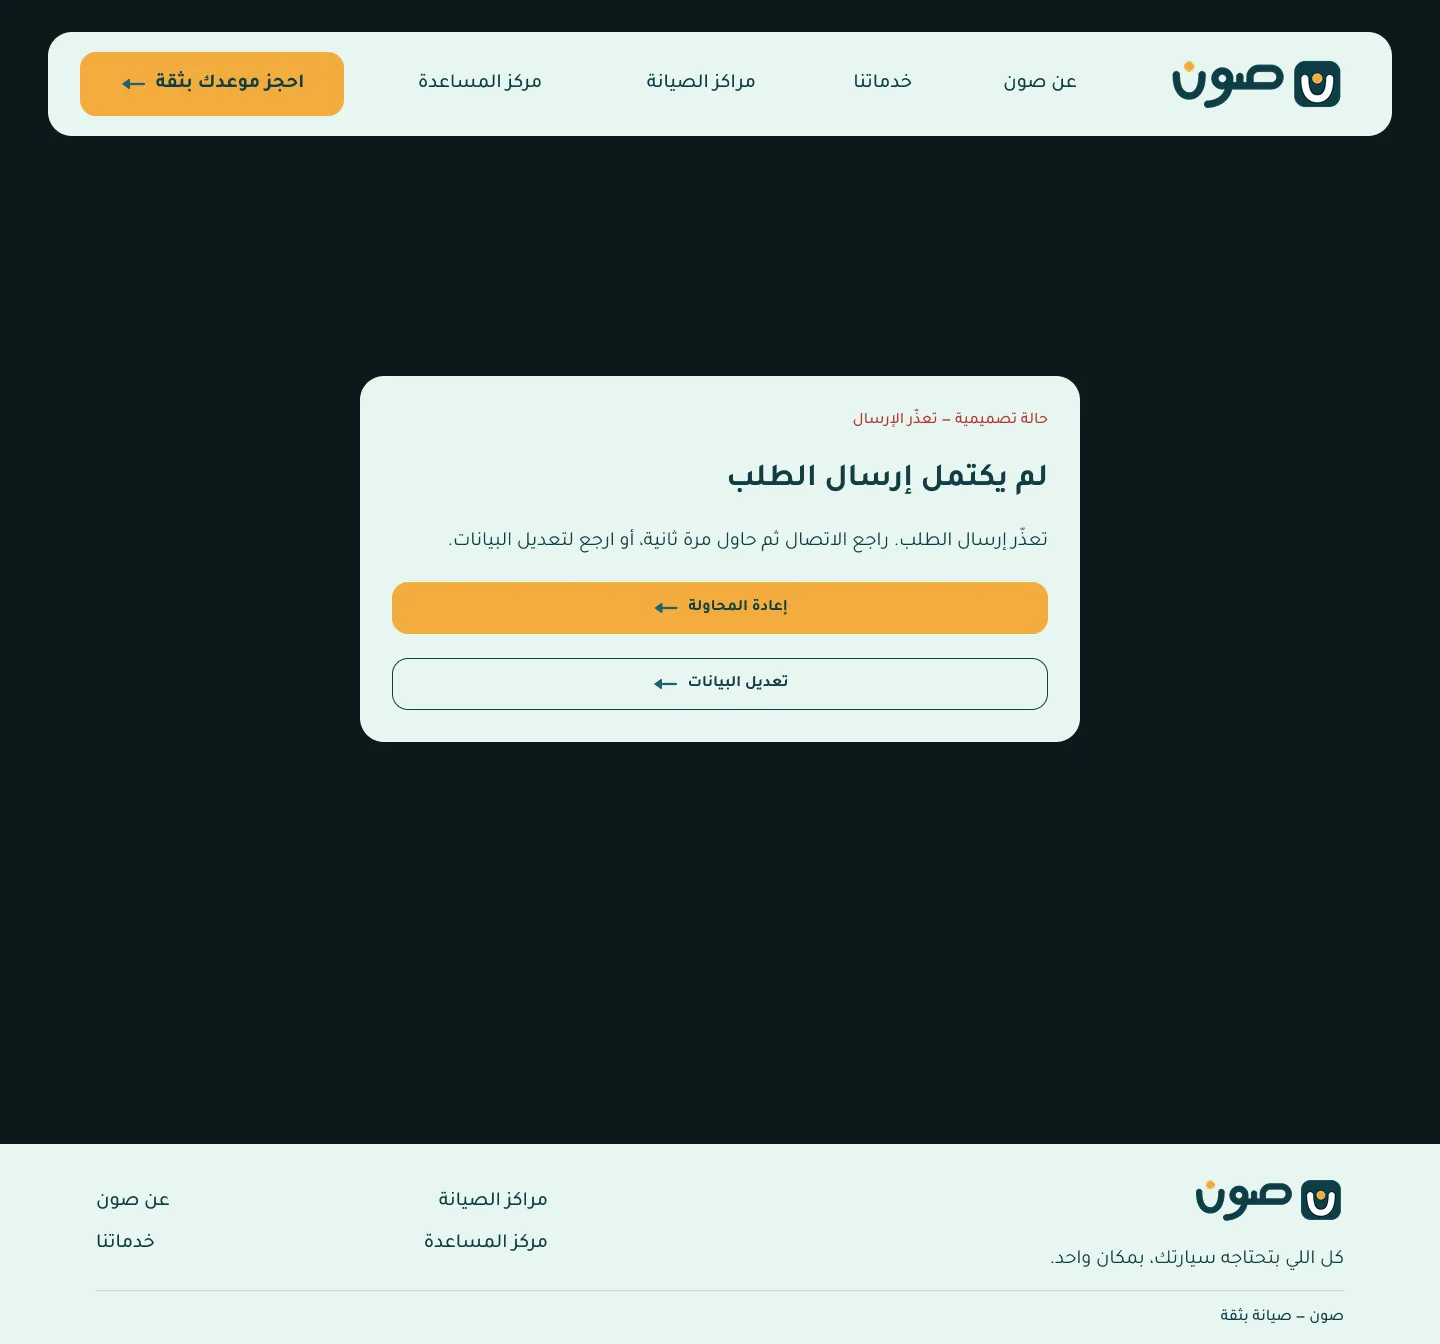 صون
عن صون
خدماتنا
مراكز الصيانة
مركز المساعدة
احجز موعدك بثقة
حالة تصميمية – تعذّر الإرسال
لم يكتمل إرسال الطلب
تعذّر إرسال الطلب. راجع الاتصال ثم حاول مرة ثانية، أو ارجع لتعديل البيانات.
إعادة المحاولة
تعديل البيانات
صون
كل اللي بتحتاجه سيارتك، بمكان واحد.
مراكز الصيانة
مركز المساعدة
عن صون
خدماتنا
صون – صيانة بثقة